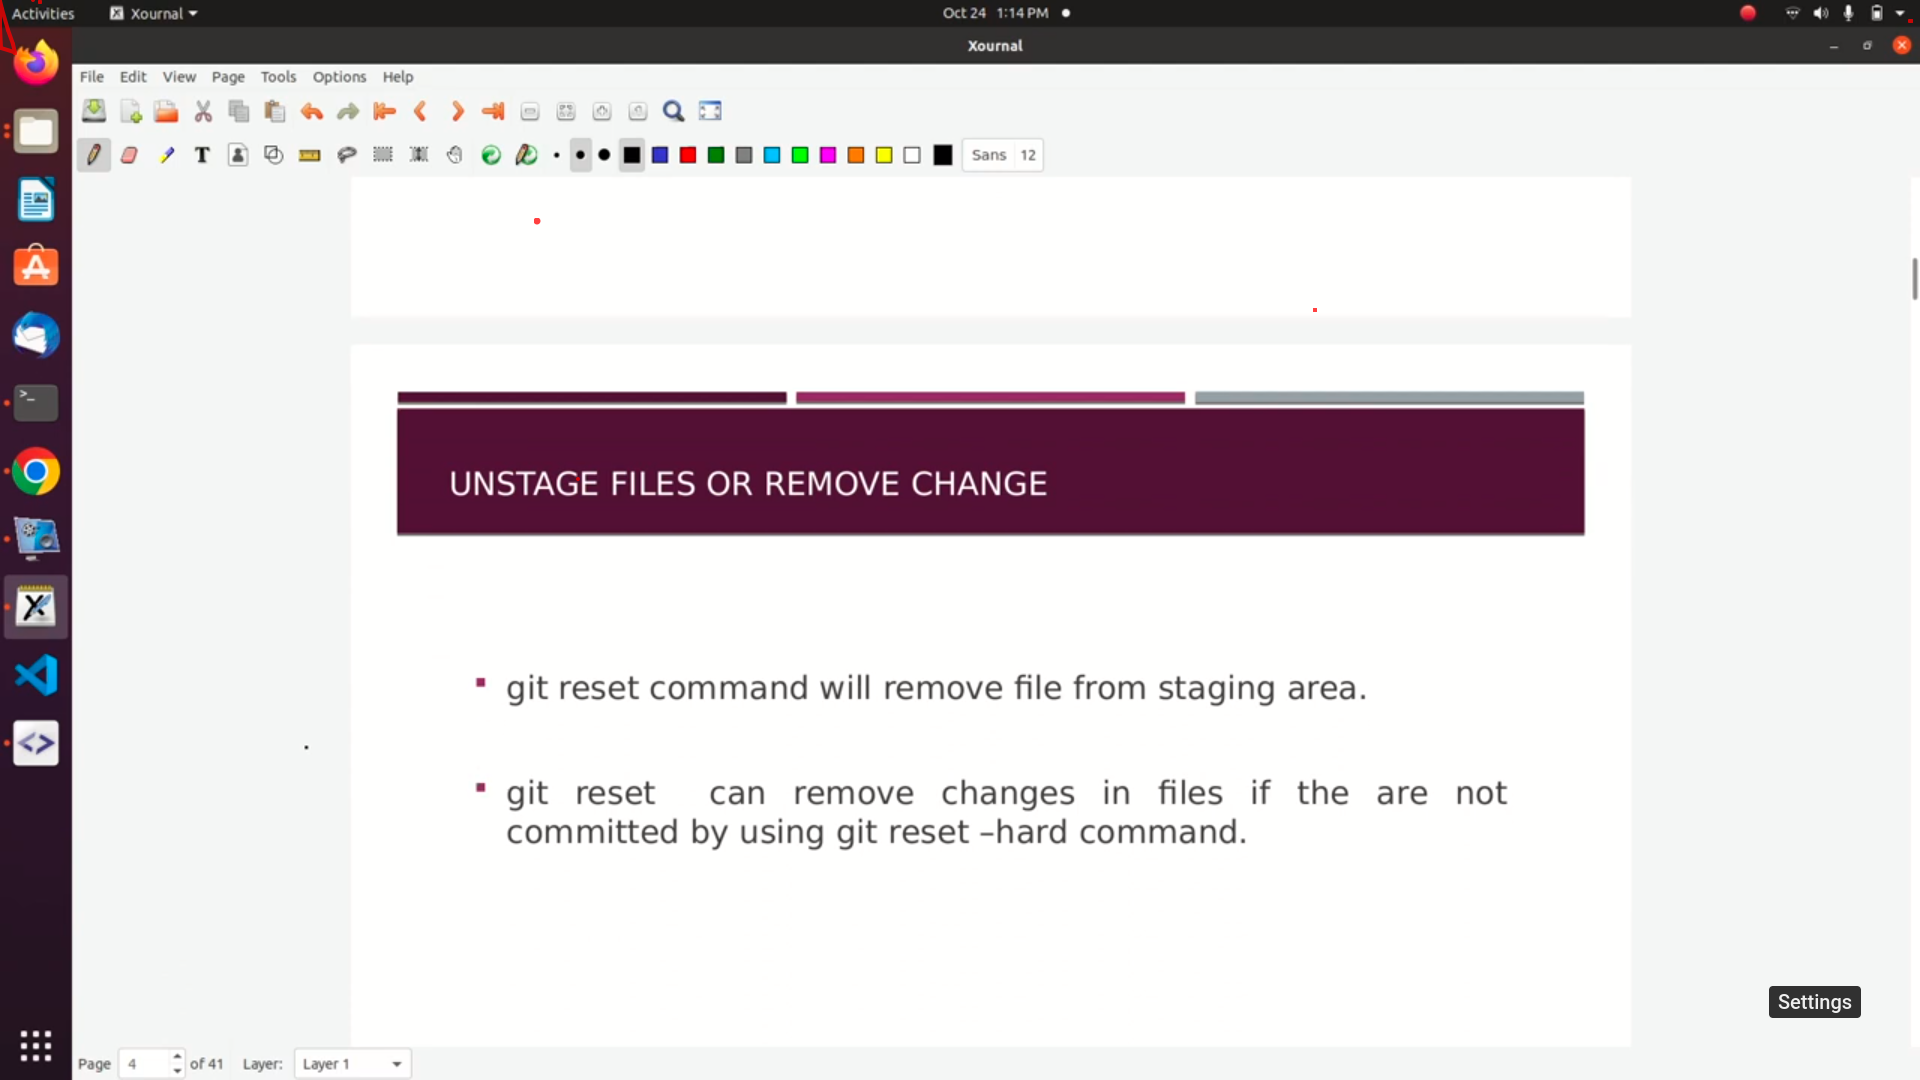 Activities Xournal Oct 24 1:14 PM
Xournal
File Edit View Page Tools Options Help
T Sans 12
UNSTAGE FILES OR REMOVE CHANGE
git reset command will remove file from staging area.
git reset can remove changes in files if the are not
committed by using git reset –hard command.
Settings
Page 4 of 41 Layer: Layer 1